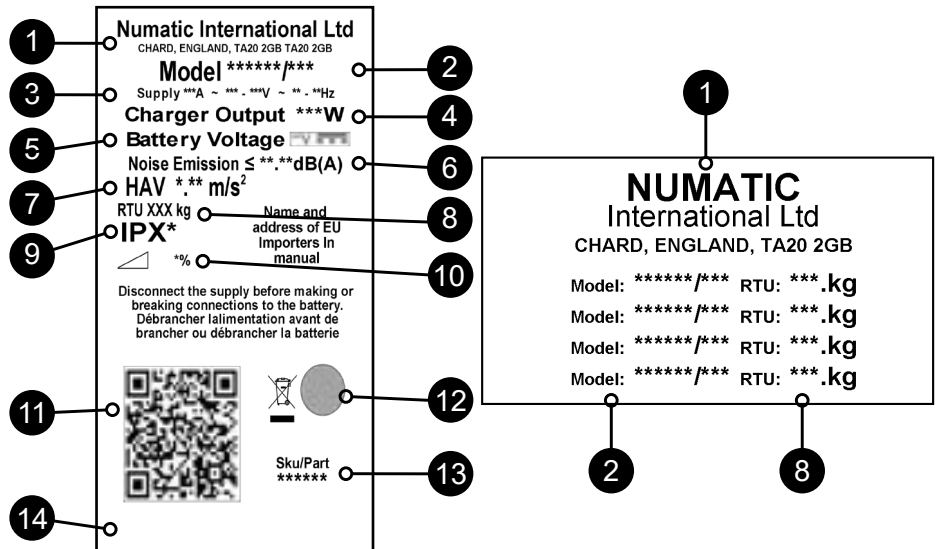 Numatic International Ltd
CHARD, ENGLAND, TA20 2GB TA20 2GB
Model ******/***
Supply ***A ~ *** - ***V ~ ** - **Hz
Charger Output ***W
Battery Voltage
Noise Emission ≤ **.**dB(A)
HAV *.** m/s²
RTU XXX kg
IPX*
Name and
address of EU
Importers In
manual
*%
Disconnect the supply before making or
breaking connections to the battery.
Débrancher lalimentation avant de
brancher ou débrancher la batterie
Sku/Part
******
1
2
3
4
5
6
7
8
9
10
11
12
13
14
1
NUMATIC
International Ltd
CHARD, ENGLAND, TA20 2GB
Model: ******/*** RTU: ***.kg
Model: ******/*** RTU: ***.kg
Model: ******/*** RTU: ***.kg
Model: ******/*** RTU: ***.kg
2
8